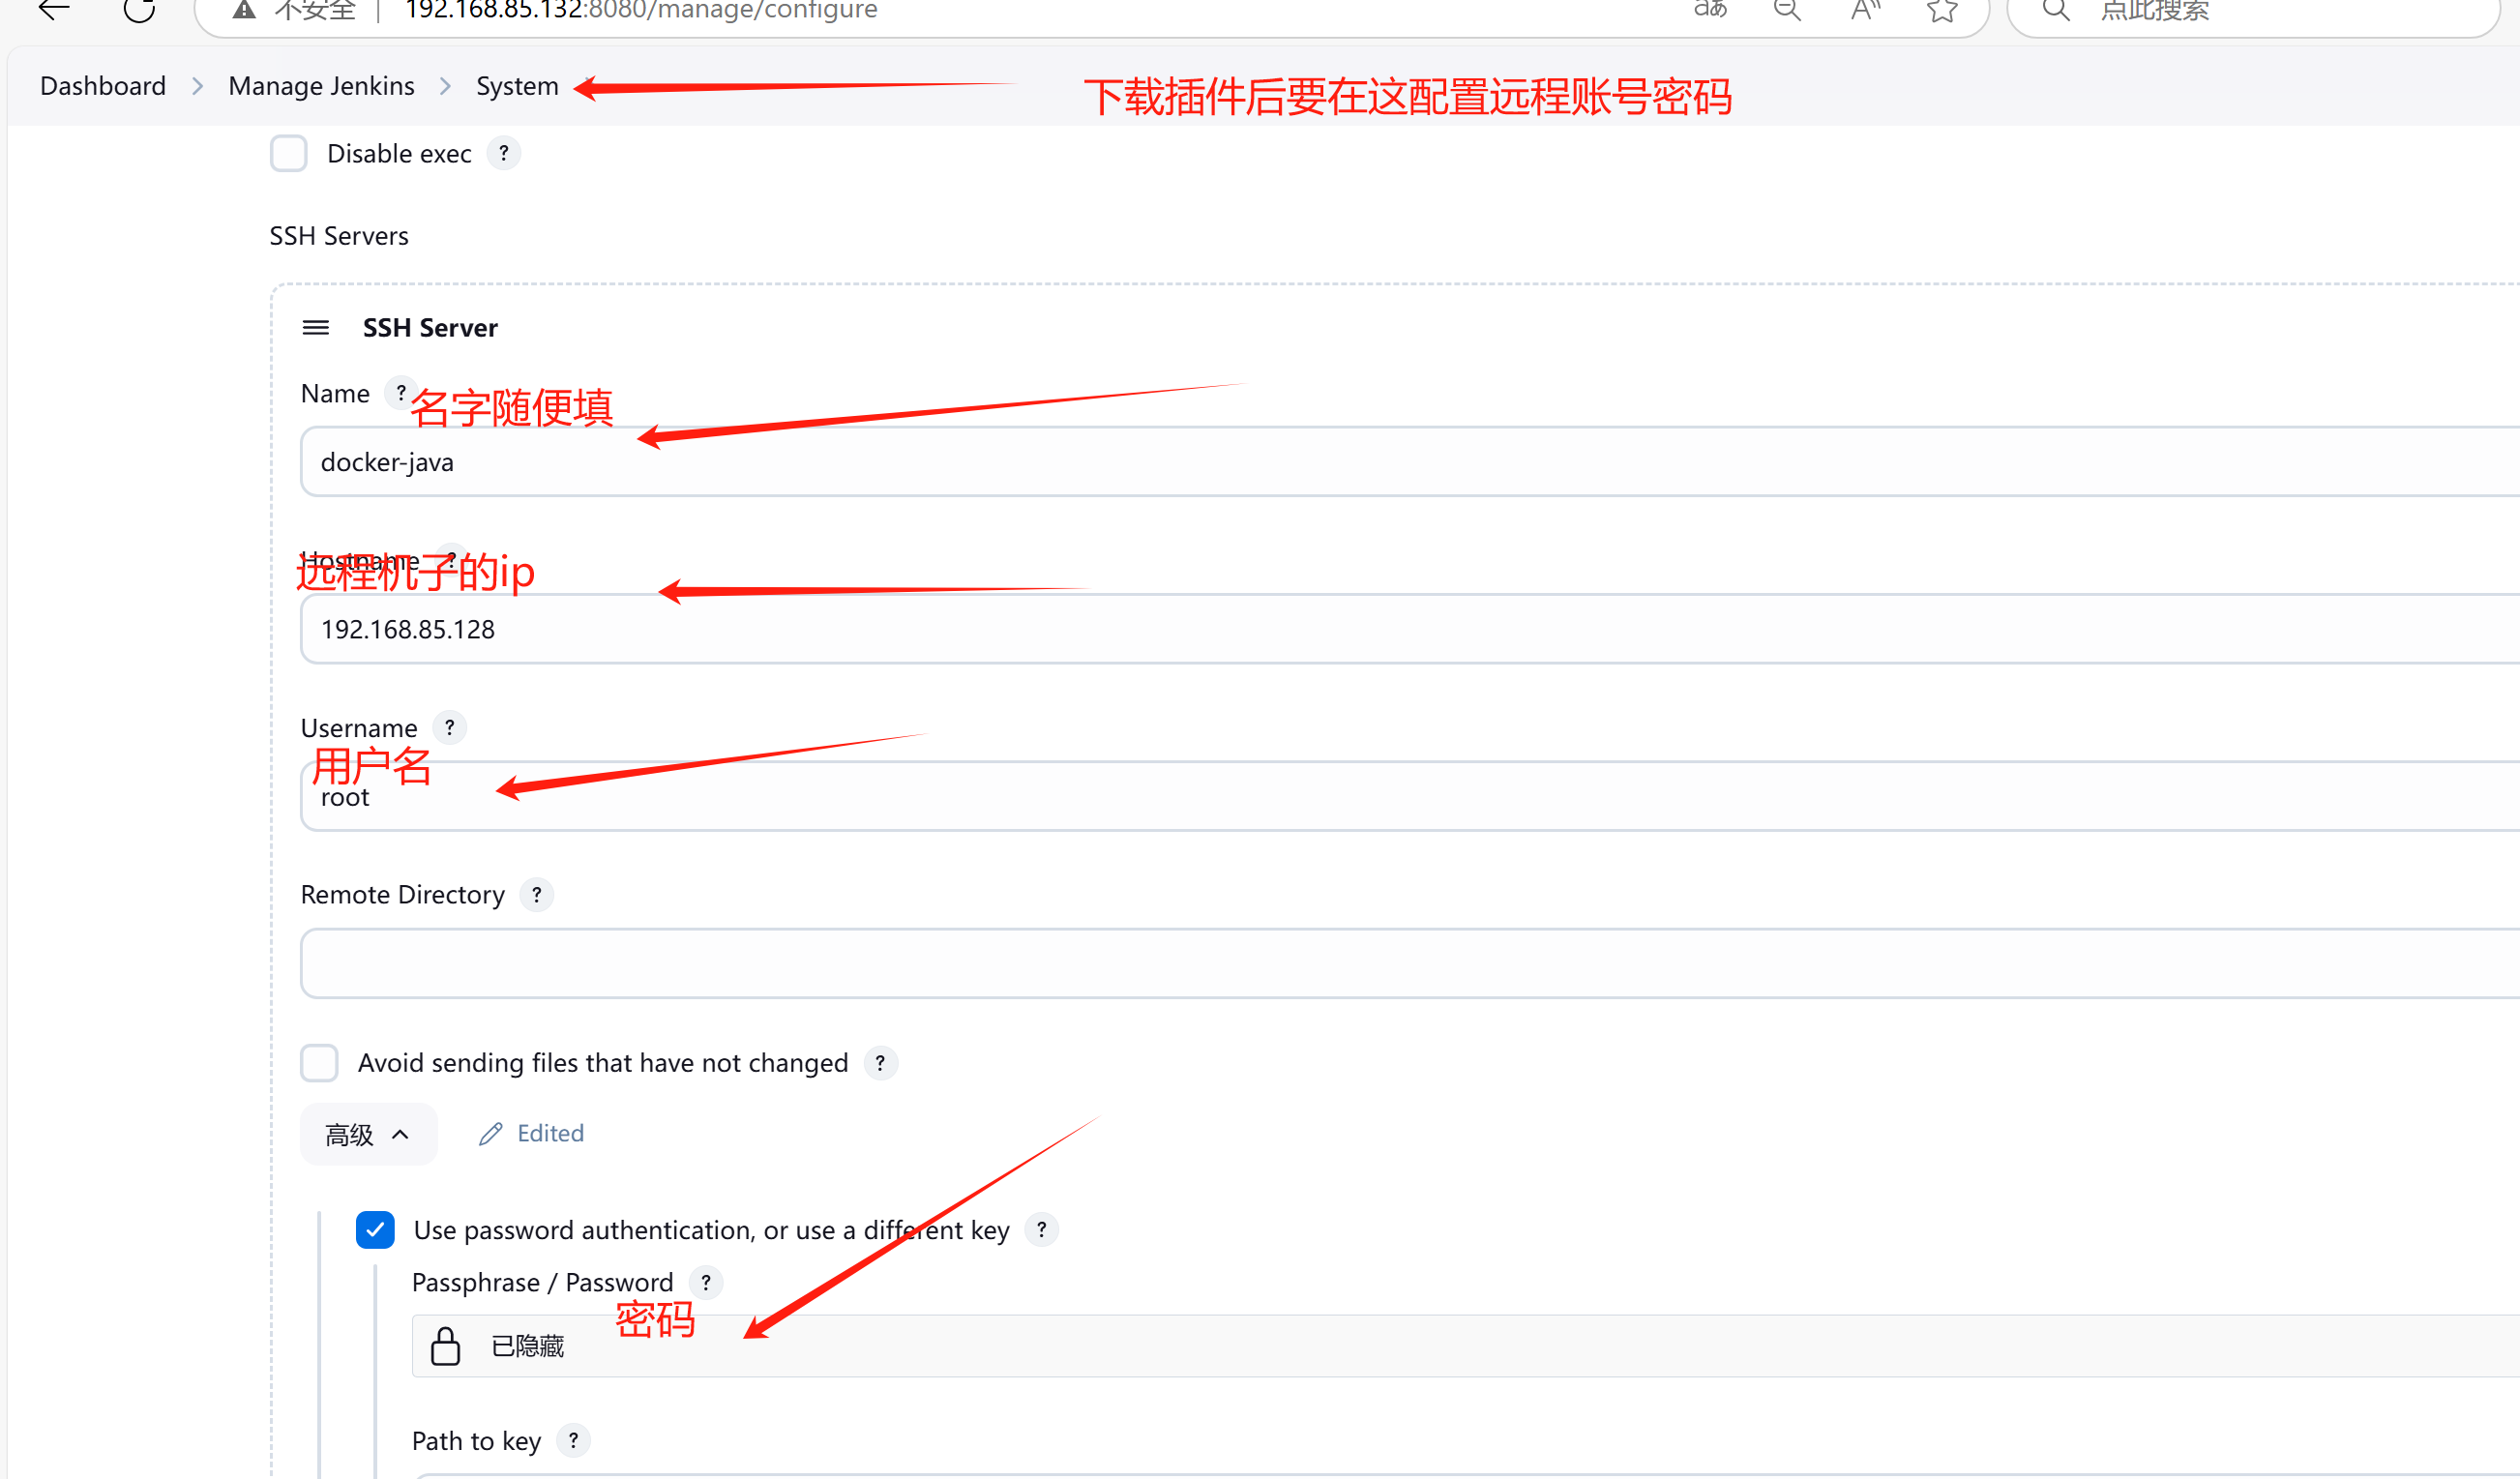 不安全 | 192.168.85.132:8080/manage/configure
aあ
A
点此搜索
Dashboard > Manage Jenkins > System
下载插件后要在这配置远程账号密码
Disable exec ?
SSH Servers
SSH Server
Name ?
名字随便填
docker-java
Hostname ?
远程机子的ip
192.168.85.128
Username ?
用户名
root
Remote Directory ?
Avoid sending files that have not changed ?
高级 Edited
Use password authentication, or use a different key ?
Passphrase / Password ?
密码
已隐藏
Path to key ?